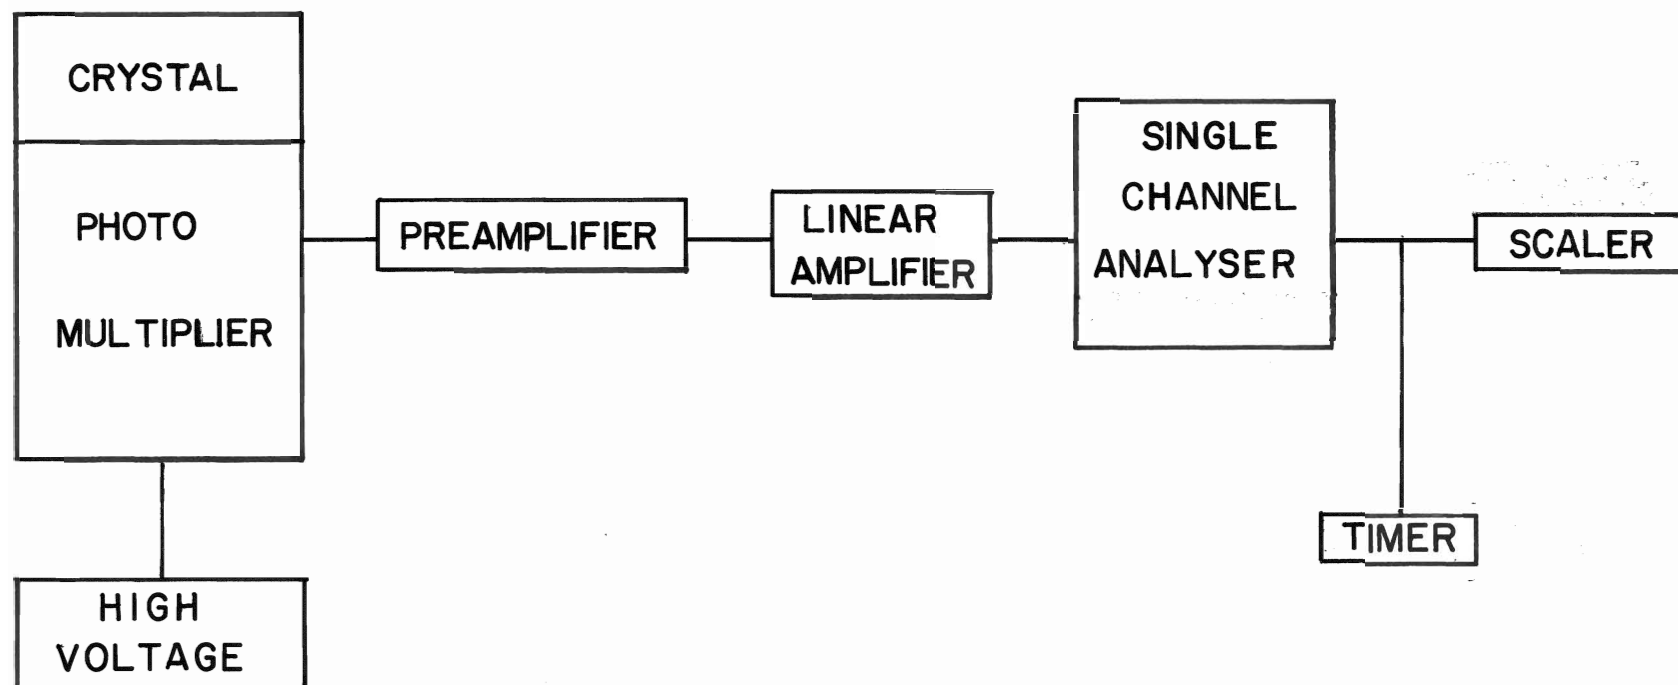 CRYSTAL
PHOTO
MULTIPLIER
HIGH
VOLTAGE
PREAMPLIFIER
LINEAR
AMPLIFIER
SINGLE
CHANNEL
ANALYSER
SCALER
TIMER